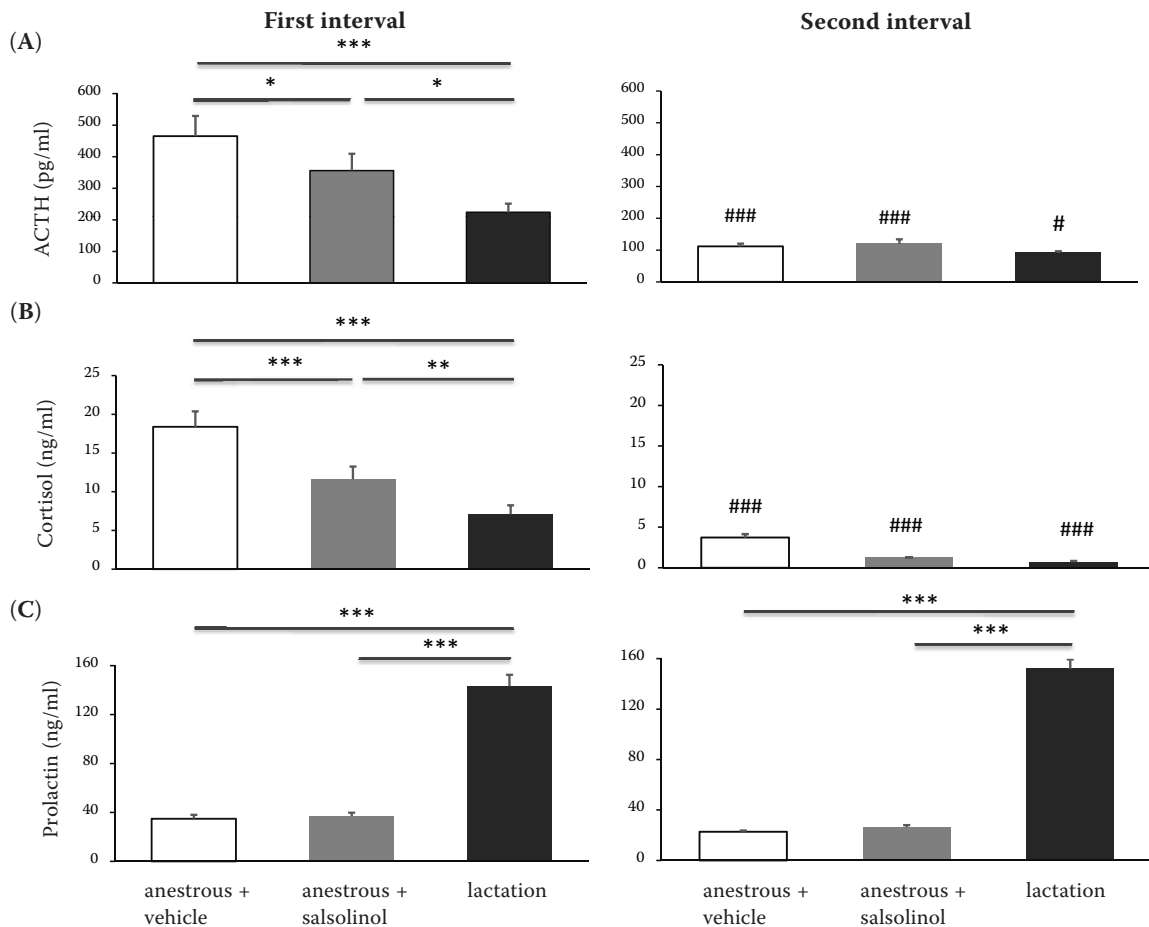 First interval
Second interval
(A)
***
*
*
ACTH (pg/ml)
600
500
400
300
200
100
0
600
500
400
300
200
100
0
###
###
#
(B)
***
***
**
Cortisol (ng/ml)
25
20
15
10
5
0
25
20
15
10
5
0
###
###
###
(C)
***
***
Prolactin (ng/ml)
160
120
80
40
0
***
***
160
120
80
40
0
anestrous +
vehicle
anestrous +
salsolinol
lactation
anestrous +
vehicle
anestrous +
salsolinol
lactation